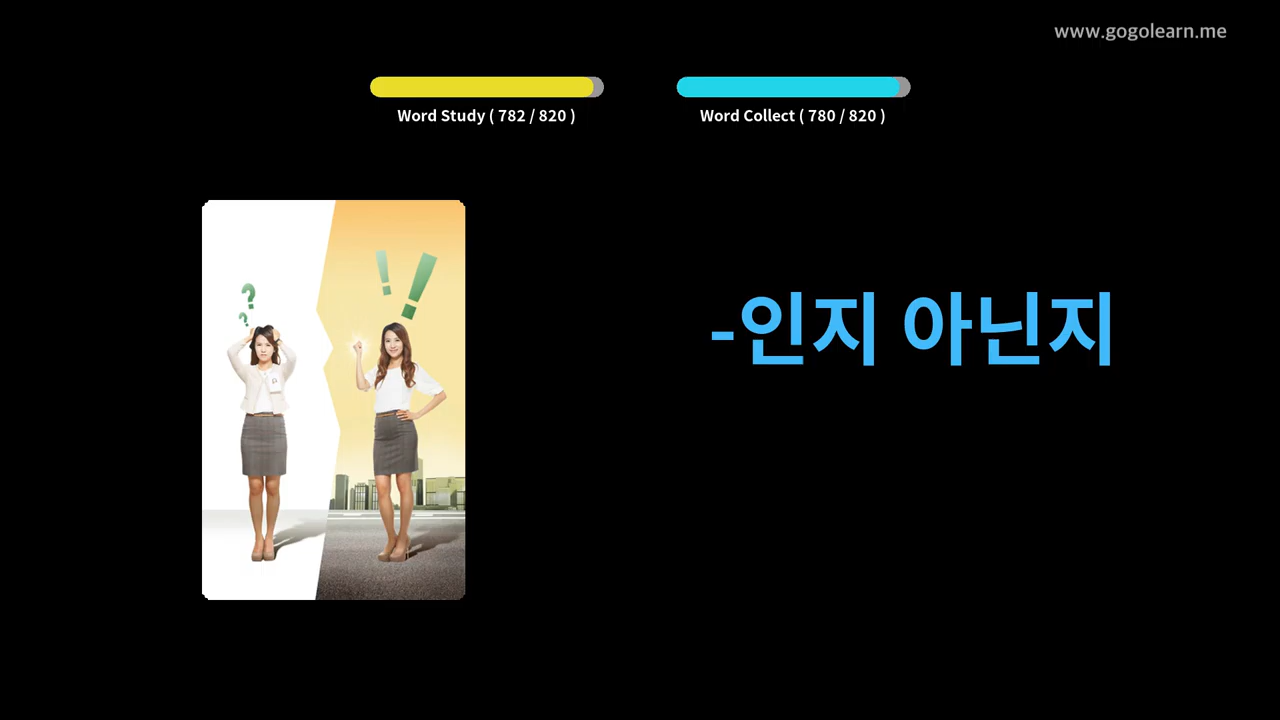 www.gogolearn.me
Word Study ( 782 / 820 )
Word Collect ( 780 / 820 )
? !!
?
-인지 아닌지